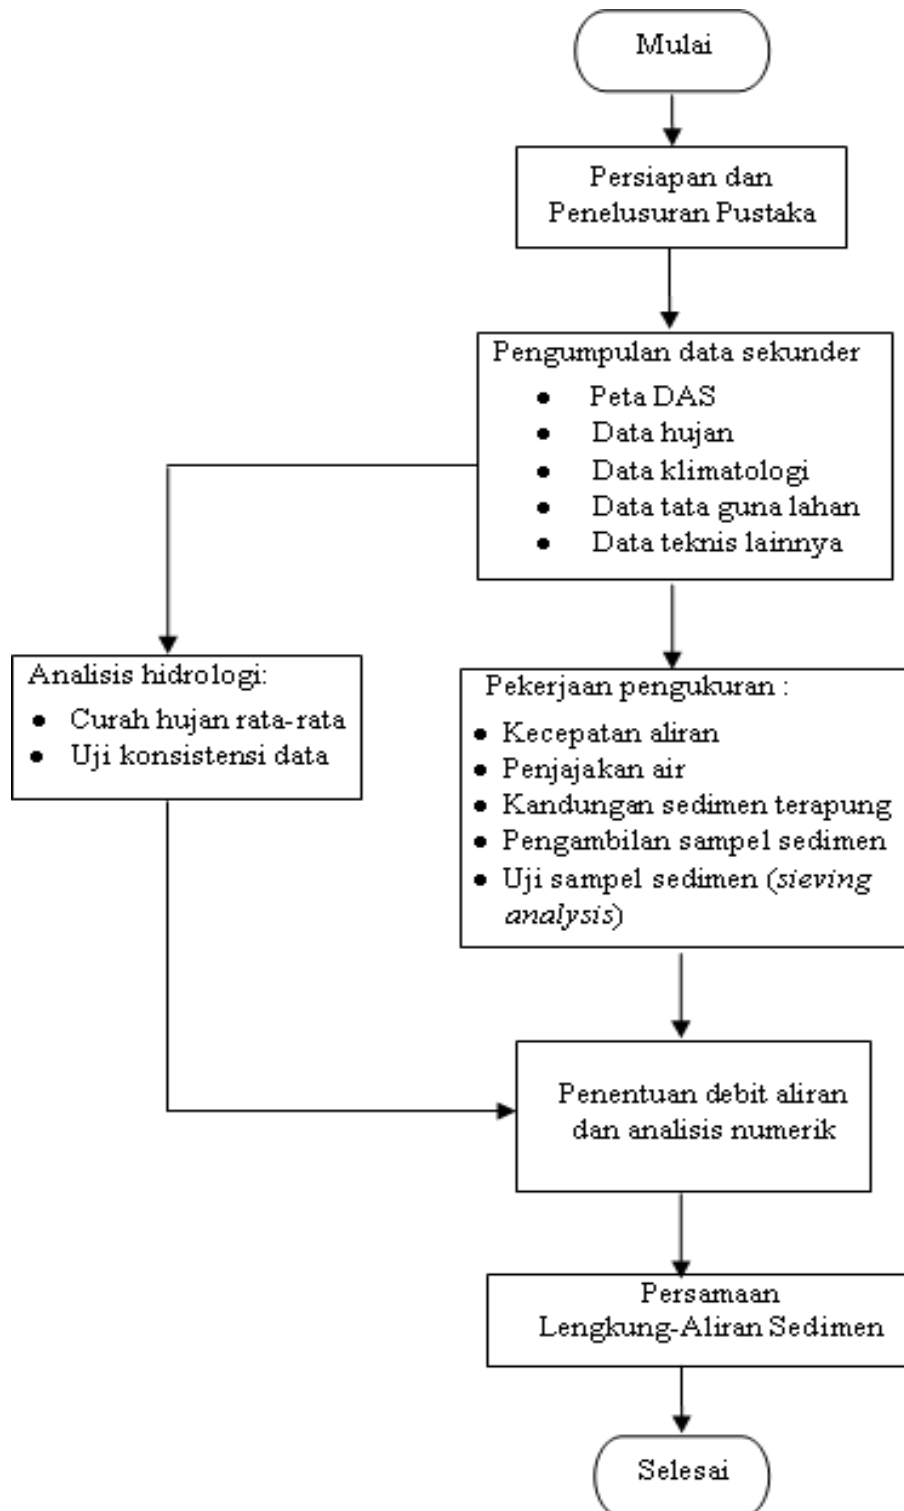 Mulai
Persiapan dan
Penelusuran Pustaka
Pengumpulan data sekunder
● Peta DAS
● Data hujan
● Data klimatologi
● Data tata guna lahan
● Data teknis lainnya
Analisis hidrologi:
● Curah hujan rata-rata
● Uji konsistensi data
Pekerjaan pengukuran :
● Kecepatan aliran
● Penjajakan air
● Kandungan sedimen terapung
● Pengambilan sampel sedimen
● Uji sampel sedimen (sieving
analysis)
Penentuan debit aliran
dan analisis numerik
Persamaan
Lengkung-Aliran Sedimen
Selesai